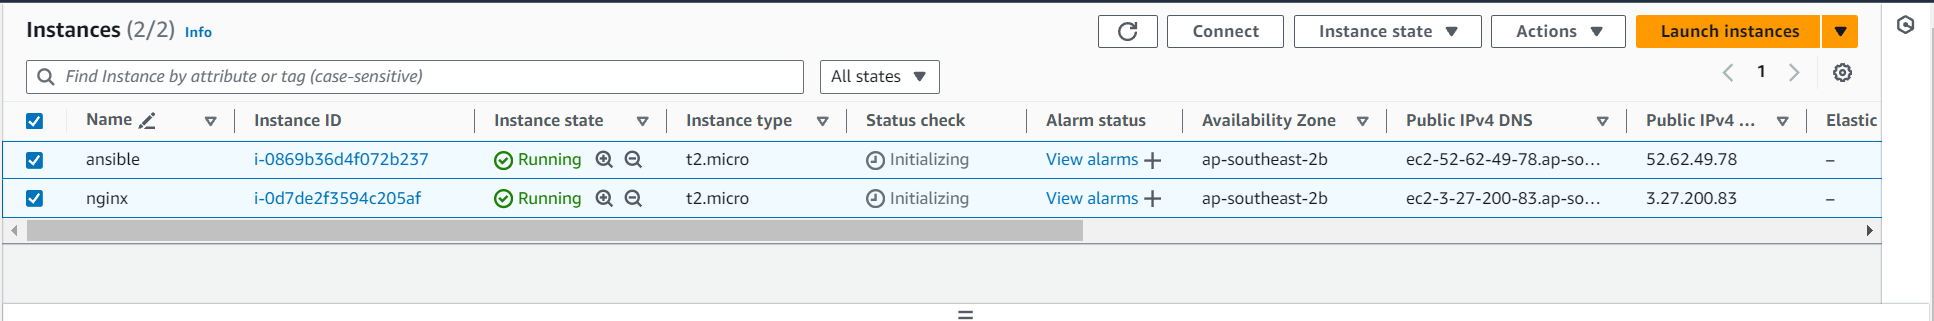 Instances (2/2) Info
Connect Instance state Actions Launch instances
Find Instance by attribute or tag (case-sensitive) All states
1
Name Instance ID Instance state Instance type Status check Alarm status Availability Zone Public IPv4 DNS Public IPv4 ... Elastic
ansible i-0869b36d4f072b237 Running t2.micro Initializing View alarms + ap-southeast-2b ec2-52-62-49-78.ap-so... 52.62.49.78 –
nginx i-0d7de2f3594c205af Running t2.micro Initializing View alarms + ap-southeast-2b ec2-3-27-200-83.ap-so... 3.27.200.83 –